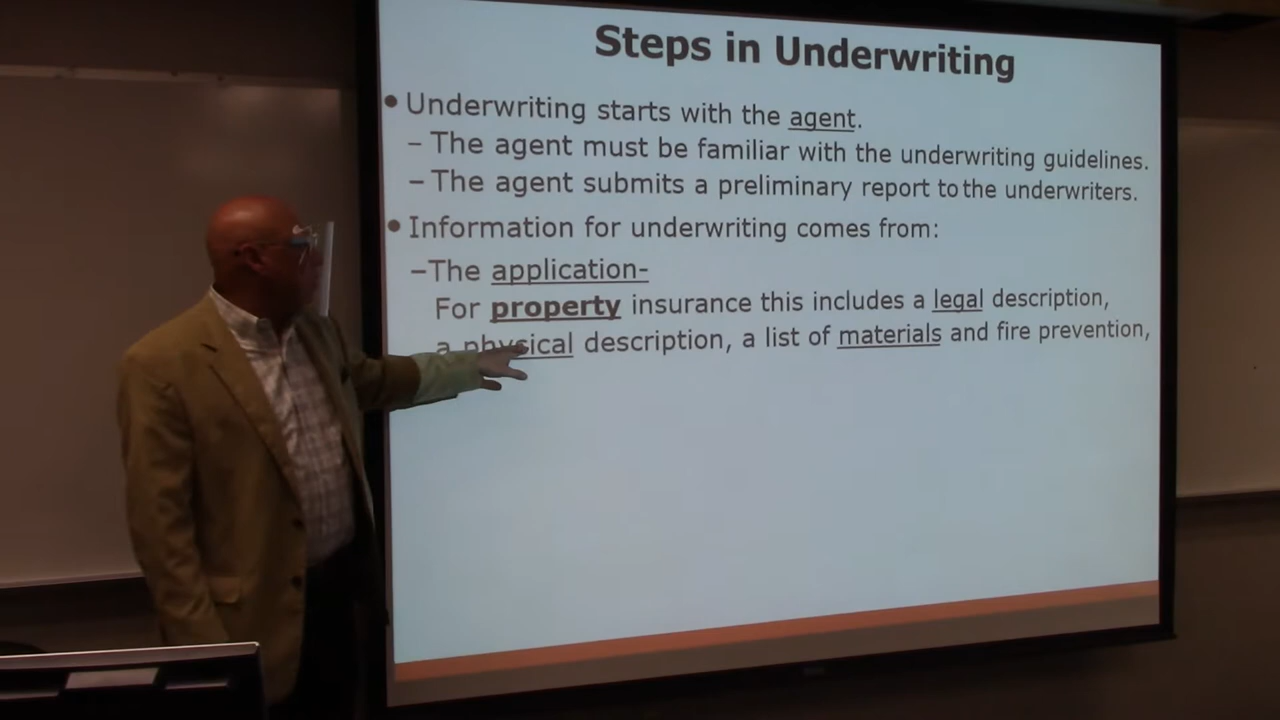 Steps in Underwriting
• Underwriting starts with the agent.
– The agent must be familiar with the underwriting guidelines.
– The agent submits a preliminary report to the underwriters.
• Information for underwriting comes from:
–The application-
For property insurance this includes a legal description,
a physical description, a list of materials and fire prevention,